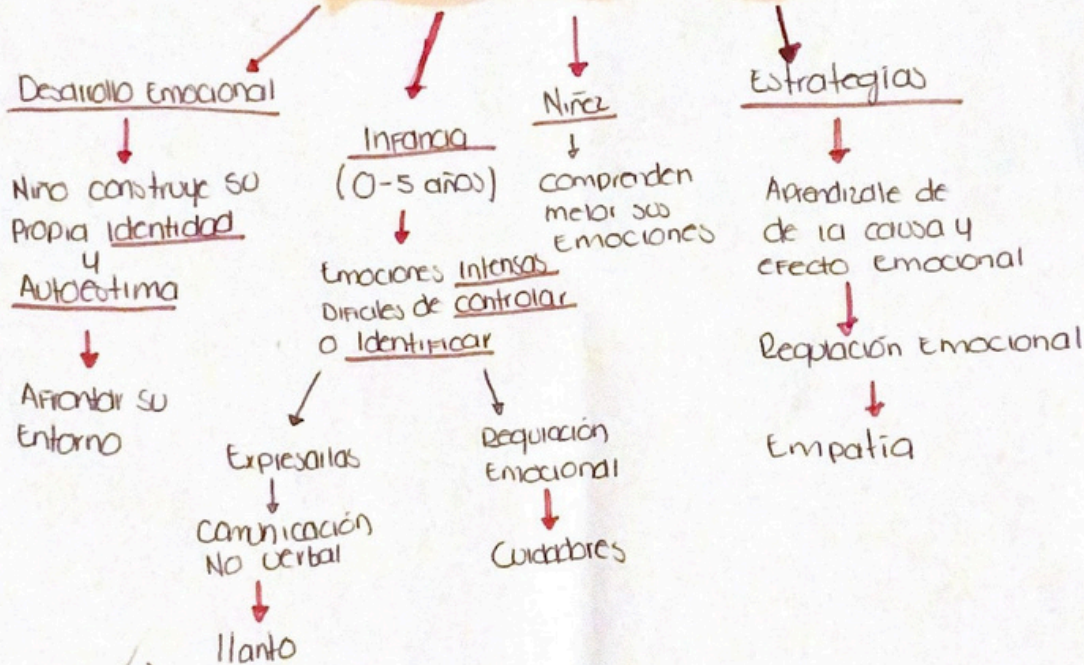 Desarrollo Emocional
Niño construye su
Propia Identidad
y
Autoestima
Afrontar su
Entorno
Infancia
(0-5 años)
Emociones Intensas
Dificiles de controlar
o Identificar
Expresarlas
Comunicación
No verbal
llanto
Regulación
Emocional
Cuidadores
Niñez
comprenden
mejor sus
Emociones
Estrategias
Aprendizaje de
de la causa y
efecto emocional
Regulación Emocional
Empatía